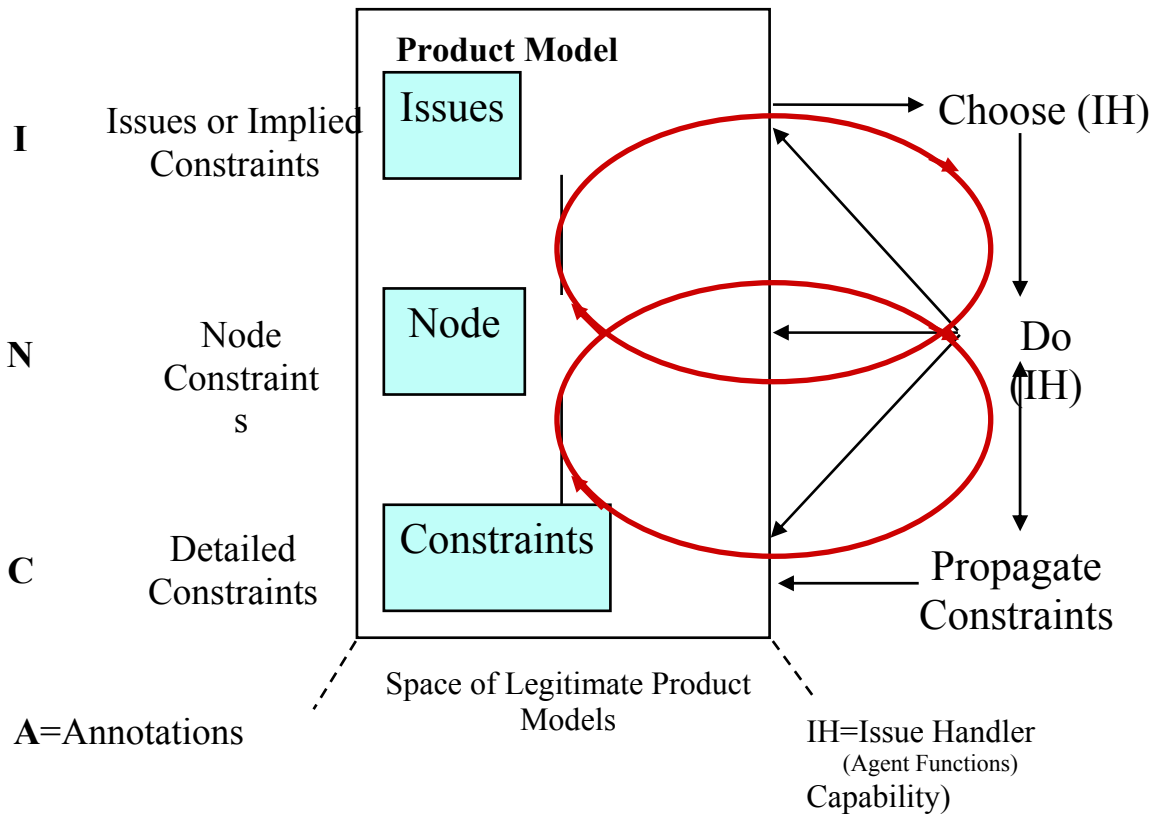 Product Model
I
Issues or Implied
Constraints
Issues
Choose (IH)
N
Node
Constraint
s
Node
Do
(IH)
C
Detailed
Constraints
Constraints
Propagate
Constraints
Space of Legitimate Product
Models
A=Annotations
IH=Issue Handler
(Agent Functions)
Capability)